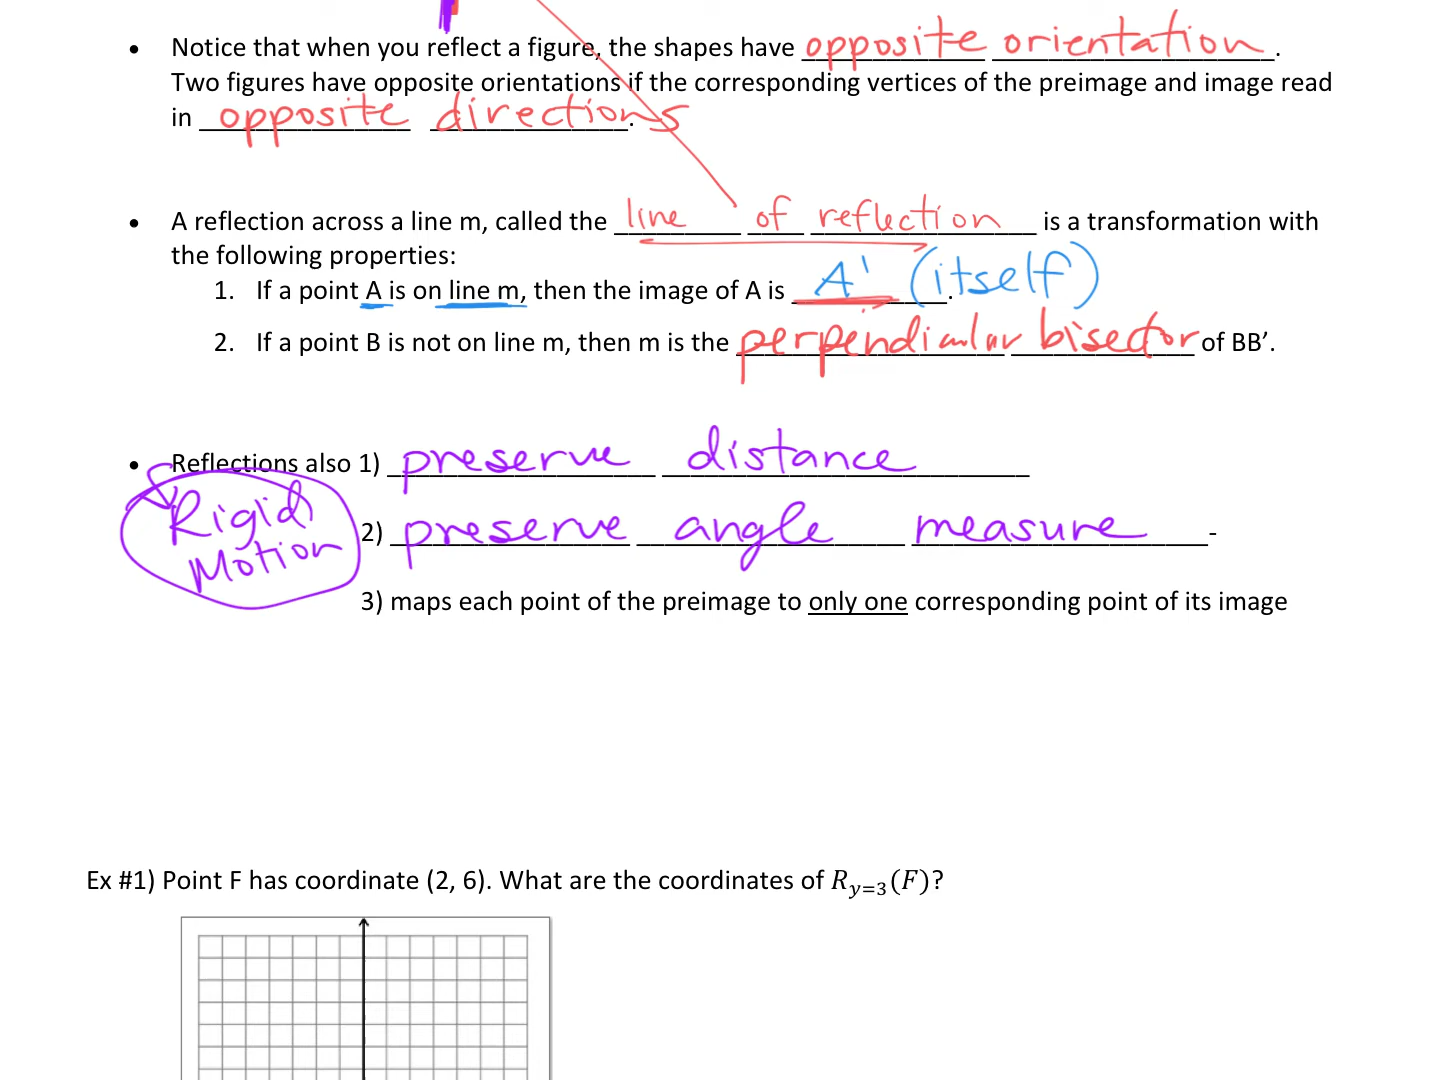 • Notice that when you reflect a figure, the shapes have opposite orientation.
Two figures have opposite orientations if the corresponding vertices of the preimage and image read
in opposite directions.
• A reflection across a line m, called the line of reflection is a transformation with
the following properties:
1. If a point A is on line m, then the image of A is A' (itself).
2. If a point B is not on line m, then m is the perpendicular bisector of BB’.
• Reflections also 1) preserve distance
Rigid
Motion
2) preserve angle measure -
3) maps each point of the preimage to only one corresponding point of its image
Ex #1) Point F has coordinate (2, 6). What are the coordinates of R_{y=3}(F)?